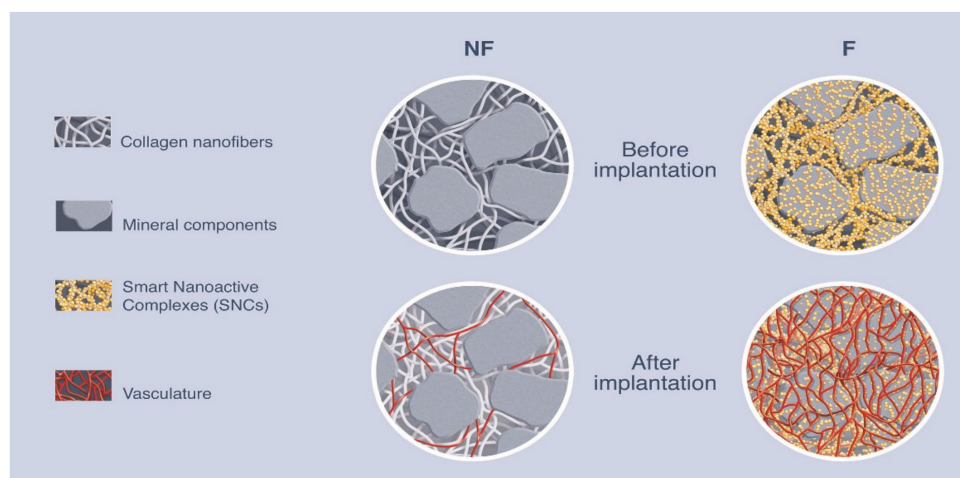 NF
F
Collagen nanofibers
Before
implantation
Mineral components
Smart Nanoactive
Complexes (SNCs)
After
implantation
Vasculature